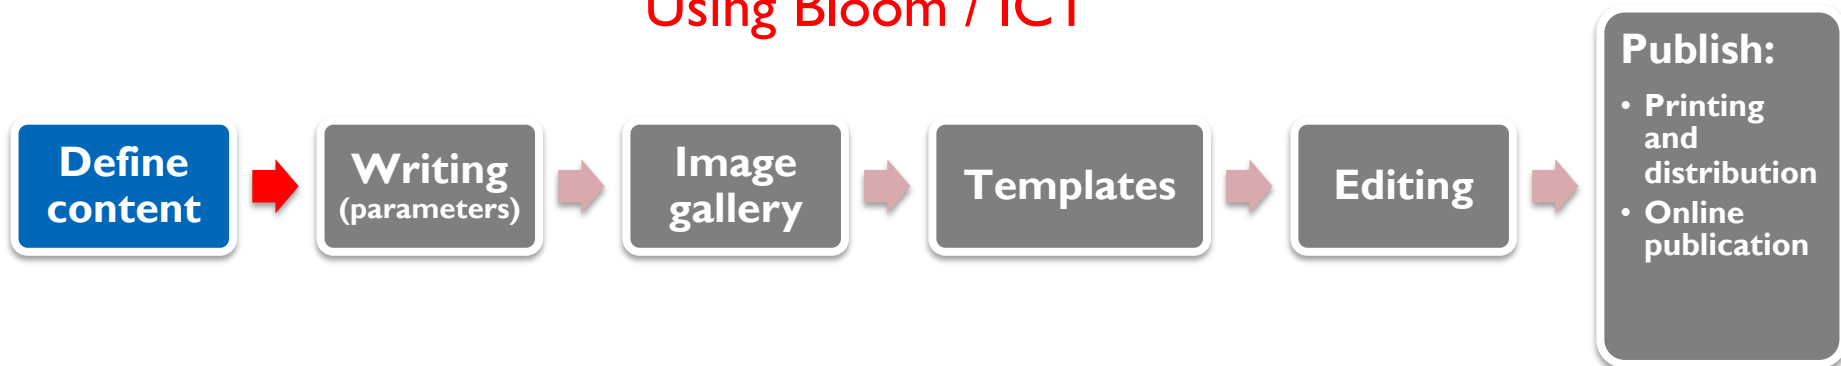 Using Bloom / ICT
Define
content
Writing
(parameters)
Image
gallery
Templates
Editing
Publish:
• Printing
and
distribution
• Online
publication